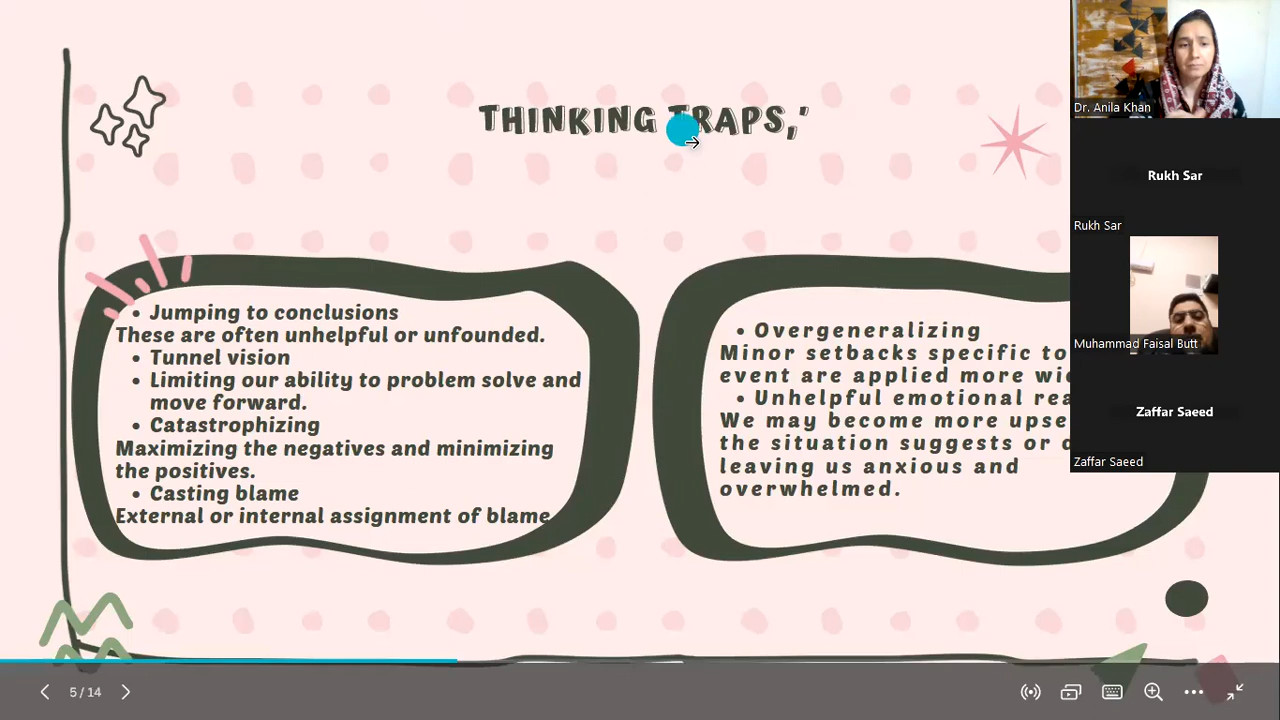 THINKING TRAPS,'
• Jumping to conclusions
These are often unhelpful or unfounded.
• Tunnel vision
• Limiting our ability to problem solve and
move forward.
• Catastrophizing
Maximizing the negatives and minimizing
the positives.
• Casting blame
External or internal assignment of blame
• Overgeneralizing
Minor setbacks specific to
event are applied more
• Unhelpful emotional
We may become more
the situation suggests or
leaving us anxious and
overwhelmed.
Dr. Anila Khan
Rukh Sar
Rukh Sar
Muhammad Faisal Butt
Zaffar Saeed
Zaffar Saeed
5 / 14